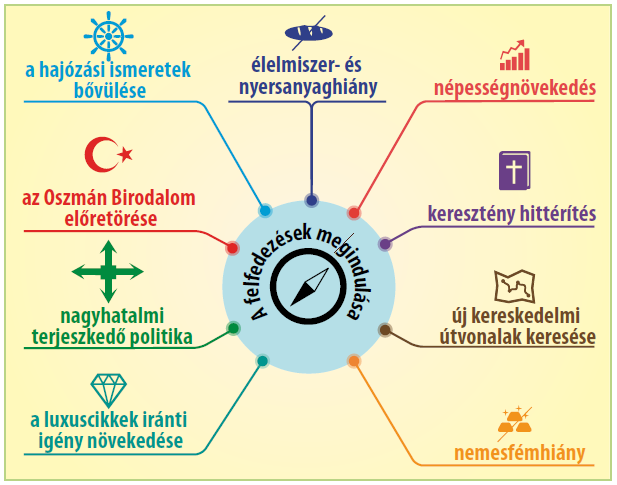 a hajózási ismeretek
bővülése
élelmiszer- és
nyersanyaghiány
népességnövekedés
az Oszmán Birodalom
előretörése
keresztény hittérítés
A felfedezések megindulása
nagyhatalmi
terjeszkedő politika
új kereskedelmi
útvonalak keresése
a luxuscikkek iránti
igény növekedése
nemesfémhiány